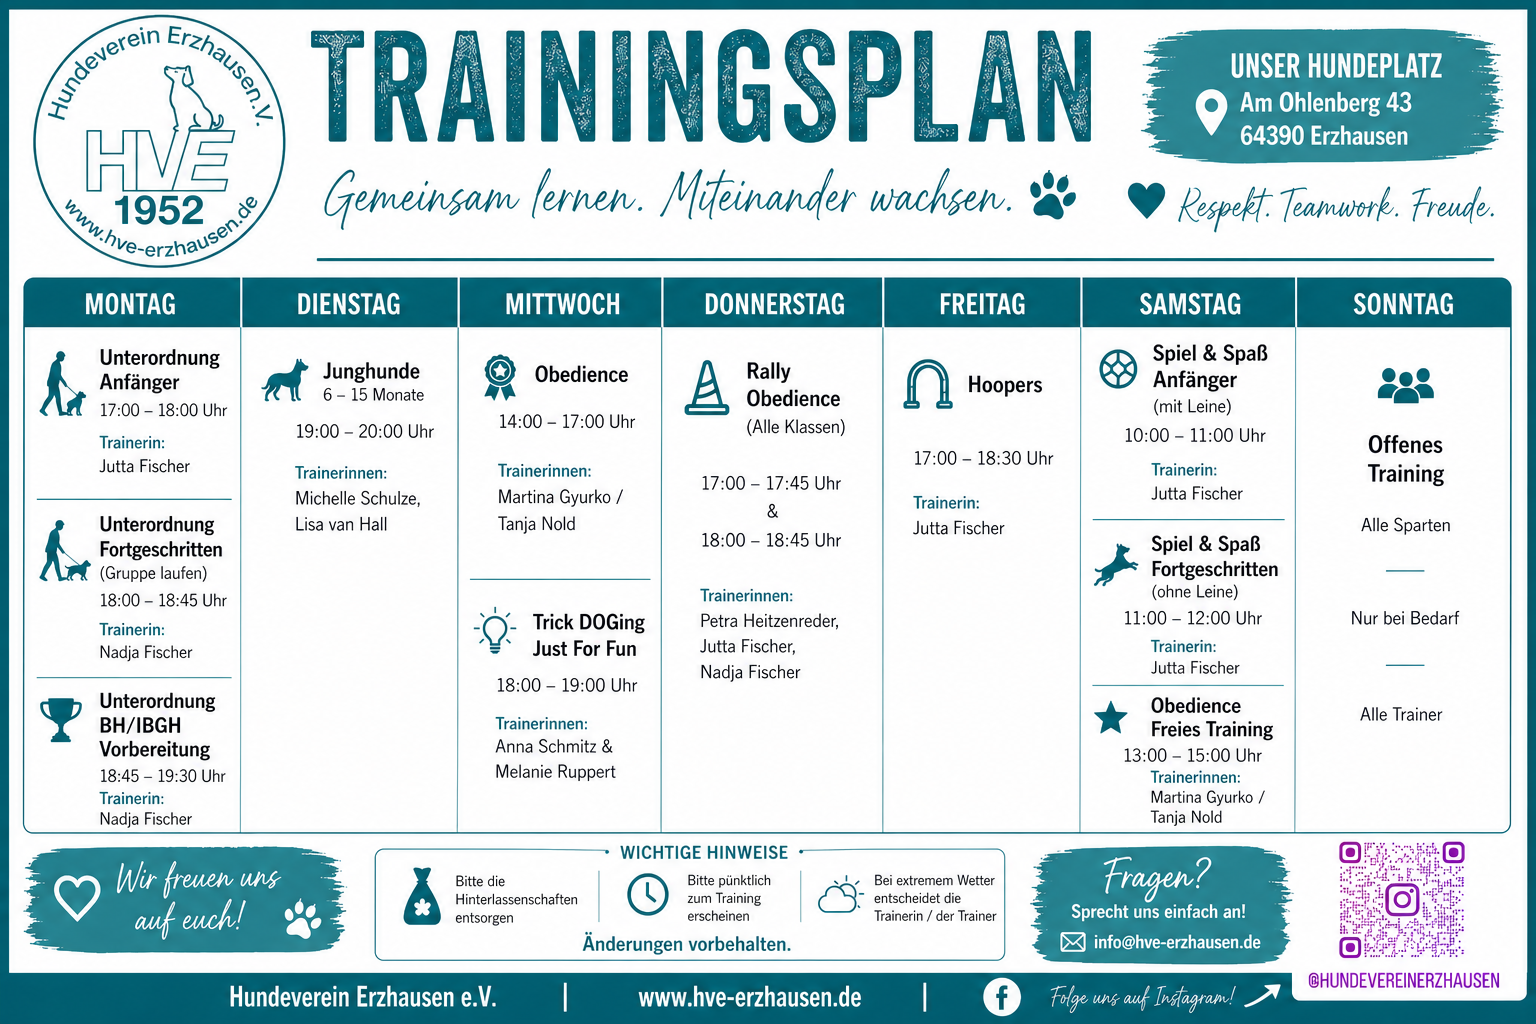 Hundeverein Erzhausen e.V.
HVE
1952
www.hve-erzhausen.de
TRAININGSPLAN
Gemeinsam lernen. Miteinander wachsen.
UNSER HUNDEPLATZ
Am Ohlenberg 43
64390 Erzhausen
Respekt. Teamwork. Freude.
MONTAG
Unterordnung
Anfänger
17:00 – 18:00 Uhr
Trainerin:
Jutta Fischer
Unterordnung
Fortgeschritten
(Gruppe laufen)
18:00 – 18:45 Uhr
Trainerin:
Nadja Fischer
Unterordnung
BH/IBGH
Vorbereitung
18:45 – 19:30 Uhr
Trainerin:
Nadja Fischer
DIENSTAG
Junghunde
6 – 15 Monate
19:00 – 20:00 Uhr
Trainerinnen:
Michelle Schulze,
Lisa van Hall
MITTWOCH
Obedience
14:00 – 17:00 Uhr
Trainerinnen:
Martina Gyurko /
Tanja Nold
Trick DOGing
Just For Fun
18:00 – 19:00 Uhr
Trainerinnen:
Anna Schmitz &
Melanie Ruppert
DONNERSTAG
Rally
Obedience
(Alle Klassen)
17:00 – 17:45 Uhr
&
18:00 – 18:45 Uhr
Trainerinnen:
Petra Heitzenreder,
Jutta Fischer,
Nadja Fischer
FREITAG
Hoopers
17:00 – 18:30 Uhr
Trainerin:
Jutta Fischer
SAMSTAG
Spiel & Spaß
Anfänger
(mit Leine)
10:00 – 11:00 Uhr
Trainerin:
Jutta Fischer
Spiel & Spaß
Fortgeschritten
(ohne Leine)
11:00 – 12:00 Uhr
Trainerin:
Jutta Fischer
Obedience
Freies Training
13:00 – 15:00 Uhr
Trainerinnen:
Martina Gyurko /
Tanja Nold
SONNTAG
Offenes
Training
Alle Sparten
Nur bei Bedarf
Alle Trainer
Wir freuen uns
auf euch!
WICHTIGE HINWEISE
Bitte die
Hinterlassenschaften
entsorgen
Bitte pünktlich
zum Training
erscheinen
Bei extremem Wetter
entscheidet die
Trainerin / der Trainer
Änderungen vorbehalten.
Fragen?
Sprecht uns einfach an!
info@hve-erzhausen.de
@HUNDEVEREINERZHAUSEN
Hundeverein Erzhausen e.V.
www.hve-erzhausen.de
Folge uns auf Instagram!